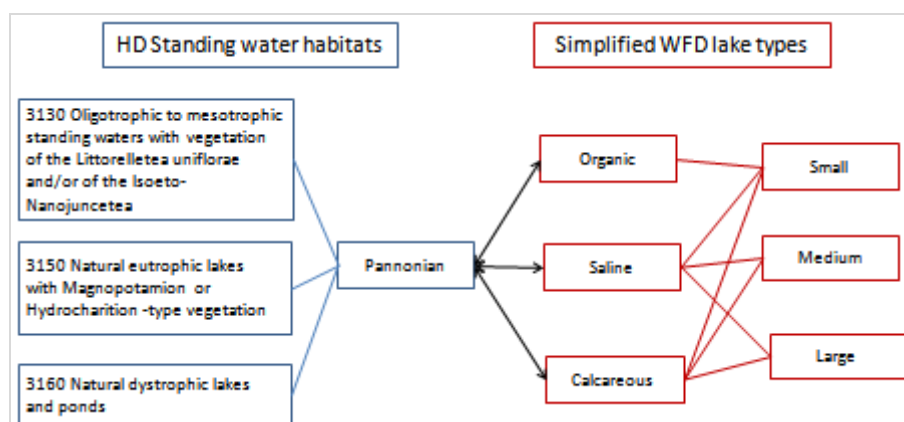 HD Standing water habitats
Simplified WFD lake types
3130 Oligotrophic to mesotrophic
standing waters with vegetation
of the Littorelletea uniflorae
and/or of the Isoeto-
Nanojuncetea
3150 Natural eutrophic lakes
with Magnopotamion or
Hydrocharition -type vegetation
3160 Natural dystrophic lakes
and ponds
Pannonian
Organic
Saline
Calcareous
Small
Medium
Large